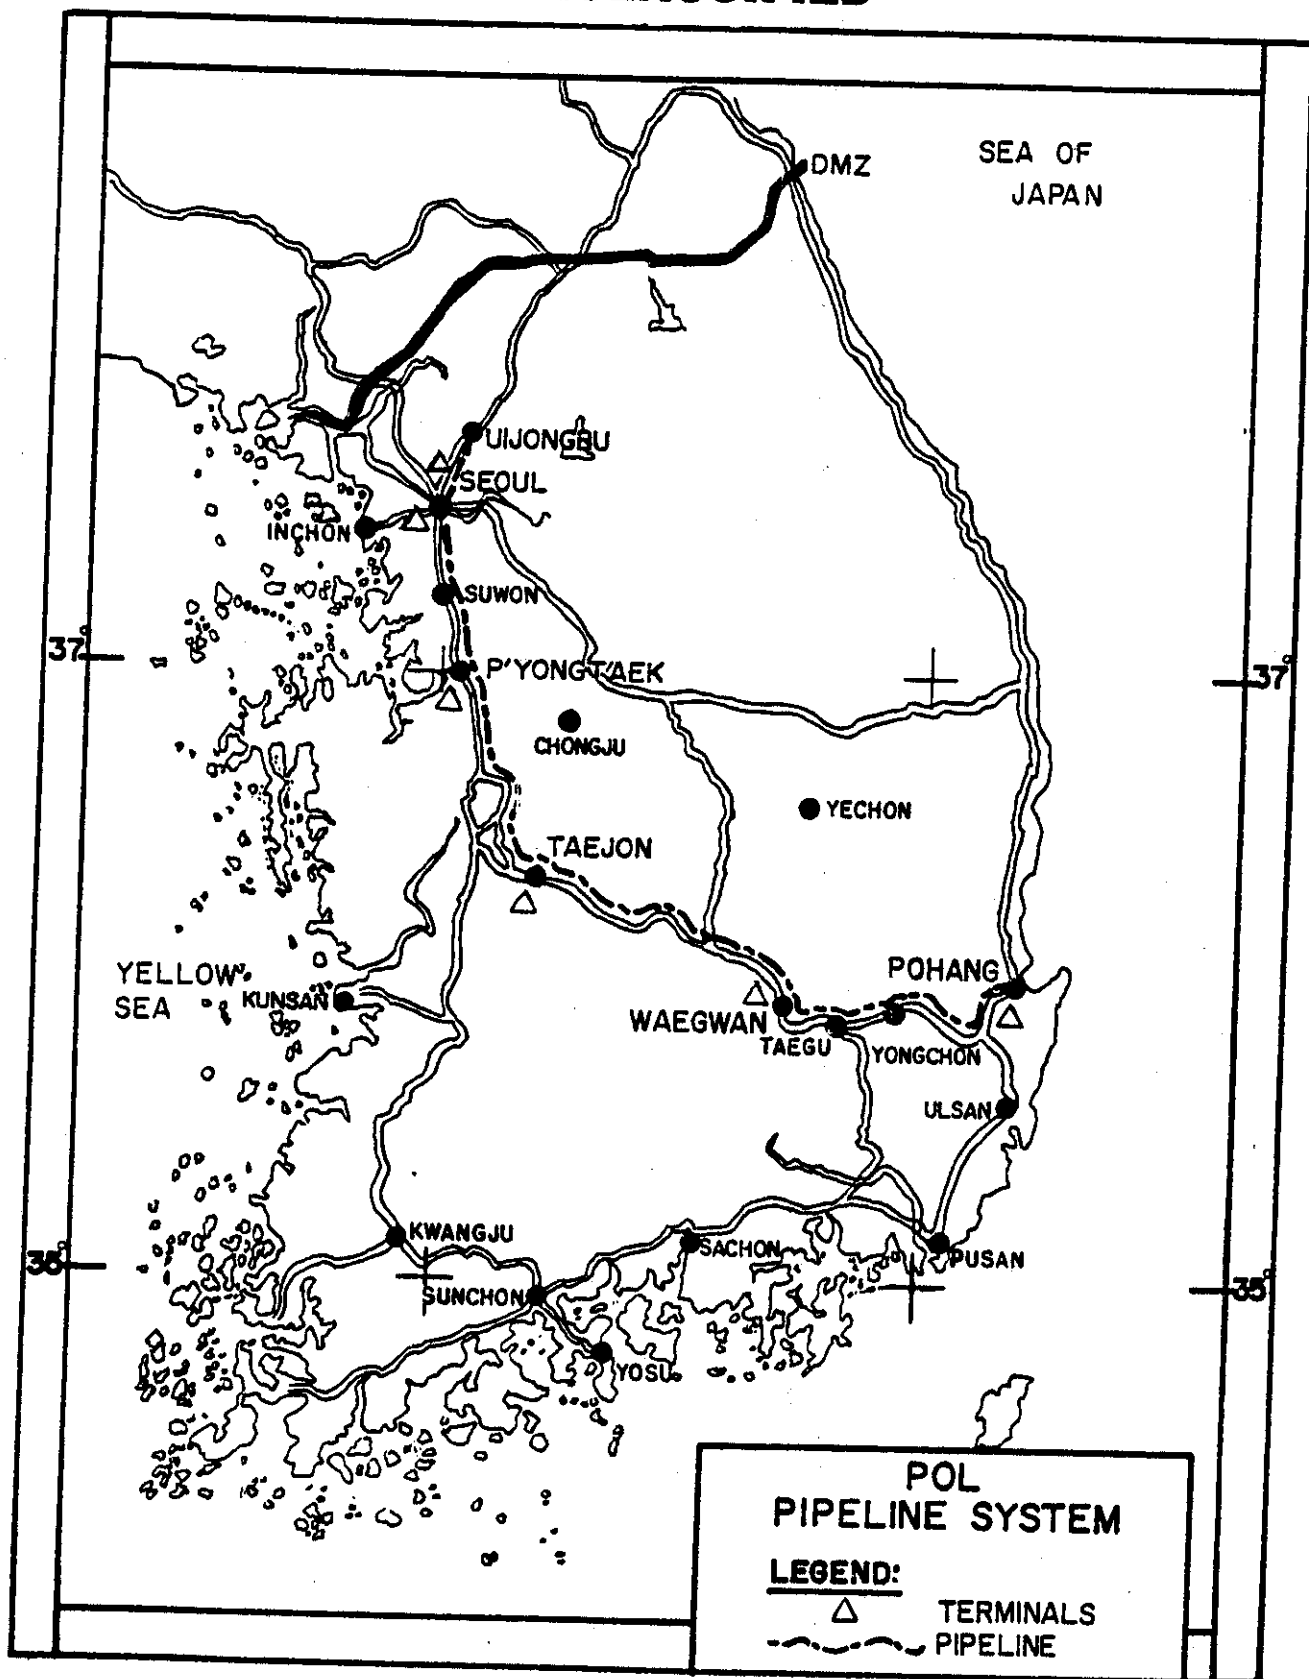 DMZ
SEA OF
JAPAN
UIJONGBU
SEOUL
INCHON
SUWON
37°
P'YONGT'AEK
37°
CHONGJU
YECHON
TAEJON
YELLOW
SEA
KUNSAN
POHANG
WAEGWAN
TAEGU
YONGCHON
ULSAN
KWANGJU
SACHON
PUSAN
35°
SUNCHON
35°
YOSU
POL
PIPELINE SYSTEM
LEGEND:
TERMINALS
PIPELINE